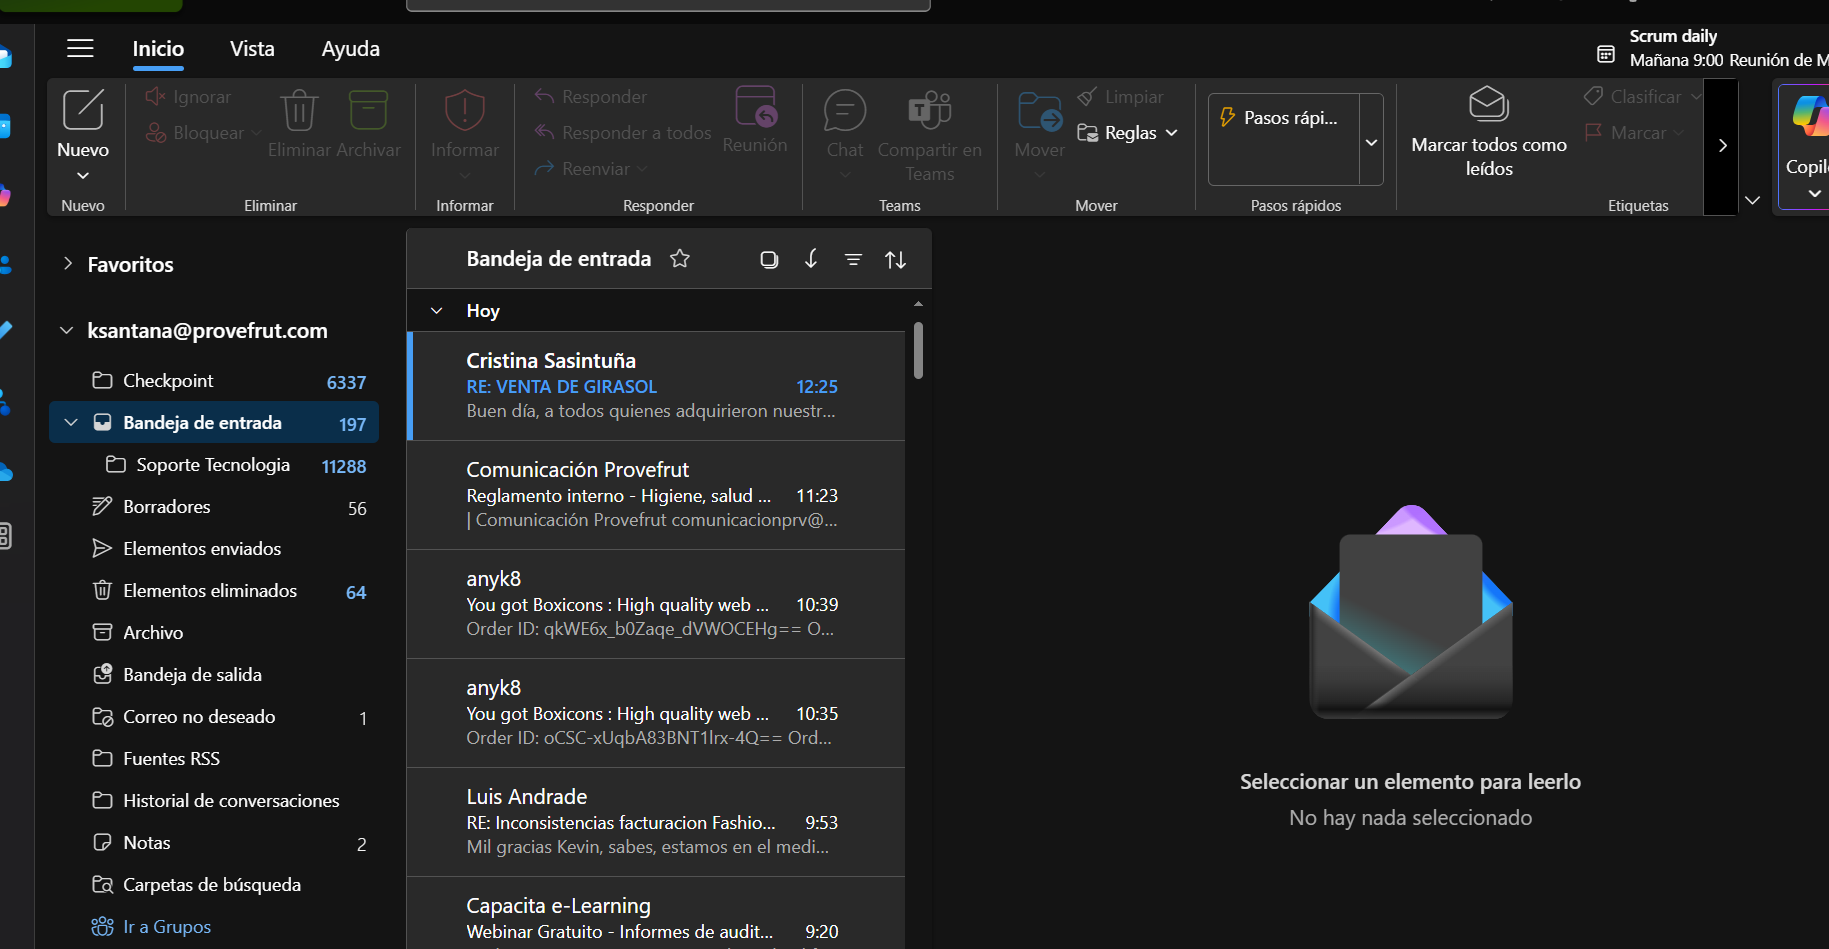 Inicio
Vista
Ayuda
Scrum daily
Mañana 9:00 Reunión de M
Nuevo
Nuevo
Ignorar
Bloquear
Eliminar
Archivar
Eliminar
Informar
Informar
Responder
Responder a todos
Reenviar
Reunión
Responder
Chat
Compartir en
Teams
Teams
Mover
Limpiar
Reglas
Mover
Pasos rápi...
Pasos rápidos
Marcar todos como
leídos
Clasificar
Marcar
Etiquetas
Copil
Favoritos
ksantana@provefrut.com
Checkpoint 6337
Bandeja de entrada 197
Soporte Tecnologia 11288
Borradores 56
Elementos enviados
Elementos eliminados 64
Archivo
Bandeja de salida
Correo no deseado 1
Fuentes RSS
Historial de conversaciones
Notas 2
Carpetas de búsqueda
Ir a Grupos
Bandeja de entrada
Hoy
Cristina Sasintuña
RE: VENTA DE GIRASOL 12:25
Buen día, a todos quienes adquirieron nuestr...
Comunicación Provefrut
Reglamento interno - Higiene, salud ... 11:23
| Comunicación Provefrut comunicacionprv@...
anyk8
You got Boxicons : High quality web ... 10:39
Order ID: qkWE6x_b0Zaqe_dVWOCEHg== O...
anyk8
You got Boxicons : High quality web ... 10:35
Order ID: oCSC-xUqbA83BNT1lrx-4Q== Ord...
Luis Andrade
RE: Inconsistencias facturacion Fashio... 9:53
Mil gracias Kevin, sabes, estamos en el medi...
Capacita e-Learning
Webinar Gratuito - Informes de audit... 9:20
Seleccionar un elemento para leerlo
No hay nada seleccionado